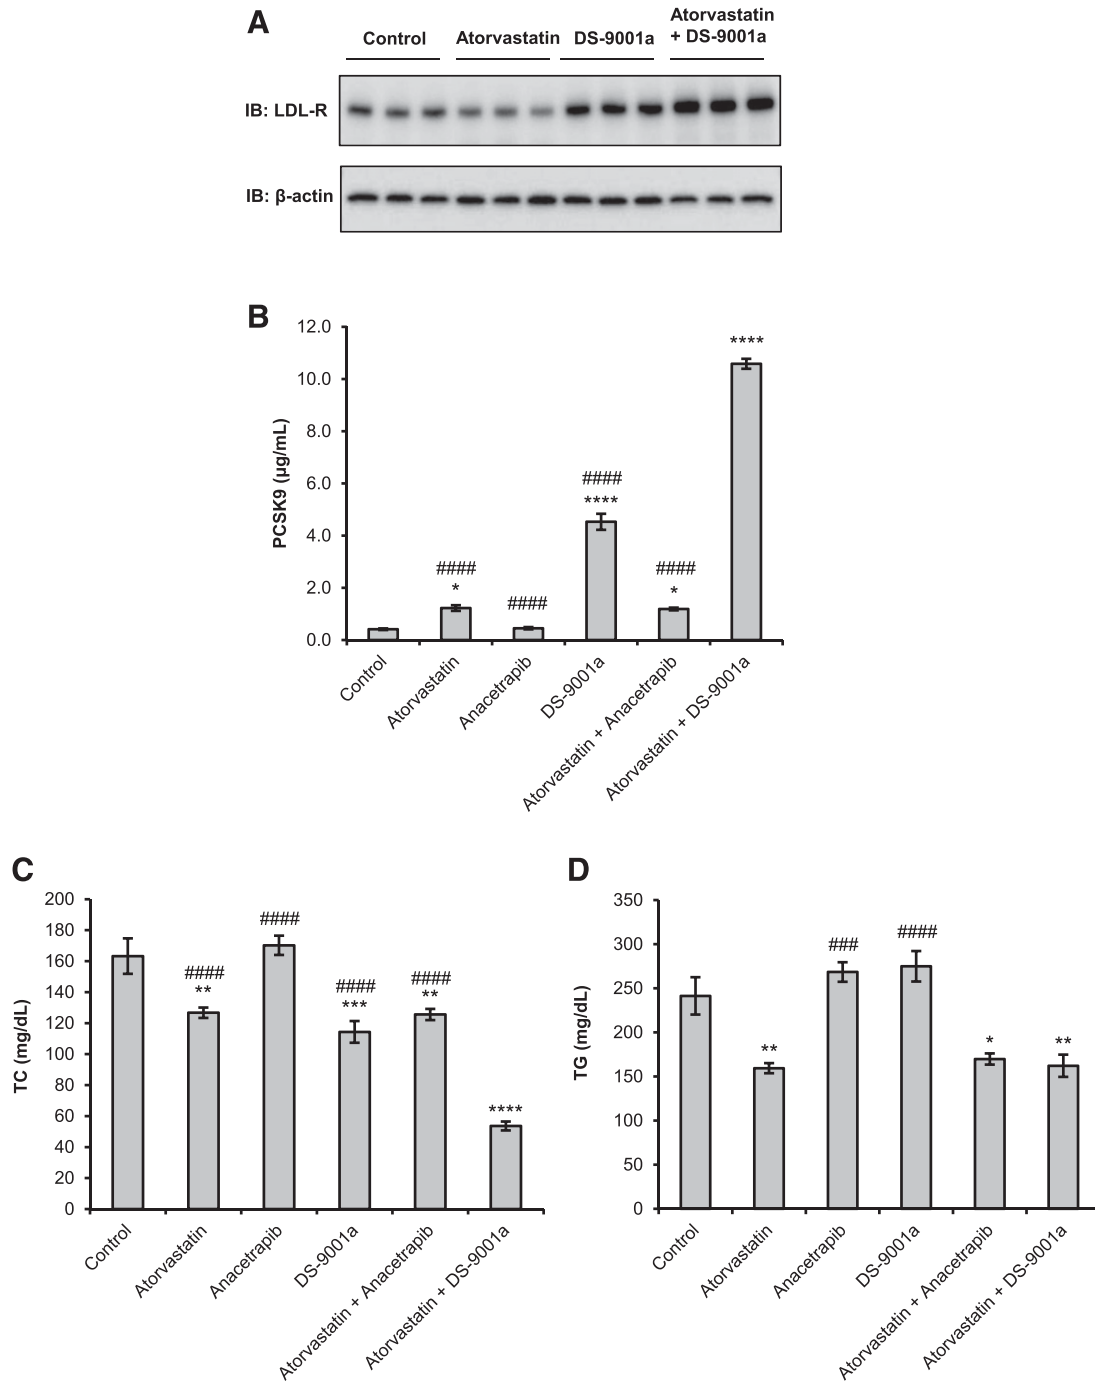 A
Control
Atorvastatin
DS-9001a
Atorvastatin
+ DS-9001a
IB: LDL-R
IB: β-actin
B
PCSK9 (µg/mL)
12.0
10.0
8.0
6.0
4.0
2.0
0.0
####
*
####
####
****
####
*
****
Control
Atorvastatin
Anacetrapib
DS-9001a
Atorvastatin + Anacetrapib
Atorvastatin + DS-9001a
C
TC (mg/dL)
200
180
160
140
120
100
80
60
40
20
0
####
**
####
####
***
####
**
****
Control
Atorvastatin
Anacetrapib
DS-9001a
Atorvastatin + Anacetrapib
Atorvastatin + DS-9001a
D
TG (mg/dL)
350
300
250
200
150
100
50
0
**
###
####
*
**
Control
Atorvastatin
Anacetrapib
DS-9001a
Atorvastatin + Anacetrapib
Atorvastatin + DS-9001a